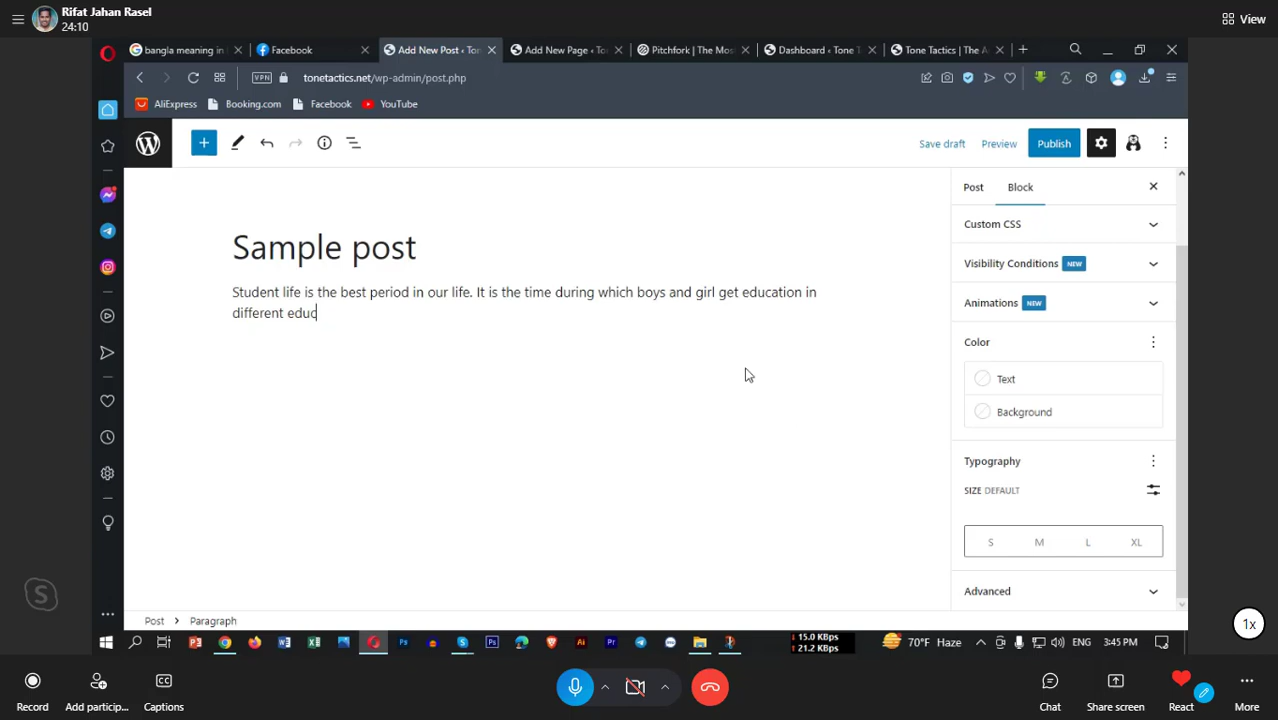 Rifat Jahan Rasel
24:10
View
bangla meaning in
Facebook
Add New Post ‹ Ton
Add New Page ‹ To
Pitchfork | The Mos
Dashboard ‹ Tone T
Tone Tactics | The A
VPN
tonetactics.net/wp-admin/post.php
AliExpress
Booking.com
Facebook
YouTube
Save draft
Preview
Publish
Post
Block
Custom CSS
Sample post
Visibility Conditions NEW
Student life is the best period in our life. It is the time during which boys and girl get education in
different educ
Animations NEW
Color
Text
Background
Typography
SIZE DEFAULT
S M L XL
Advanced
Post Paragraph
15.0 KBps
21.2 KBps
70°F Haze
ENG
3:45 PM
1x
Record
Add particip...
Captions
Chat
Share screen
React
More